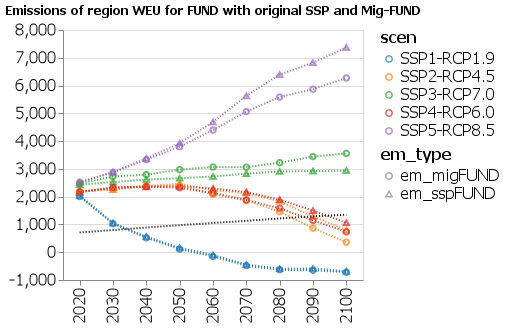 Emissions of region WEU for FUND with original SSP and Mig-FUND
8,000
7,000
6,000
5,000
4,000
3,000
2,000
1,000
0
-1,000
2020
2030
2040
2050
2060
2070
2080
2090
2100
scen
SSP1-RCP1.9
SSP2-RCP4.5
SSP3-RCP7.0
SSP4-RCP6.0
SSP5-RCP8.5
em_type
em_migFUND
em_sspFUND